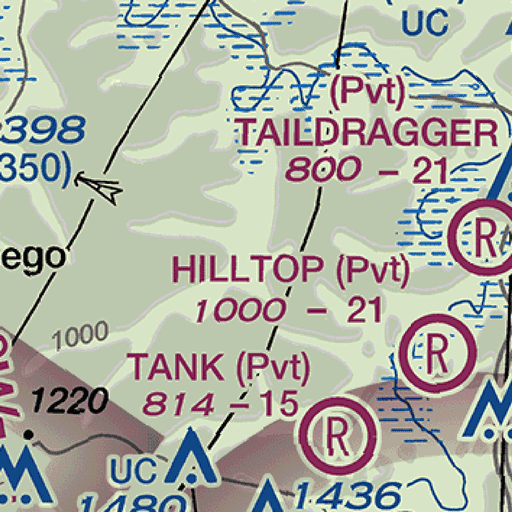 UC
(Pvt)
398
TAILDRAGGER
350)
800 - 21
R
ego
HILLTOP (Pvt)
1000 - 21
1000
R
TANK (Pvt)
1220
814 - 15
R
UC
1480
1436